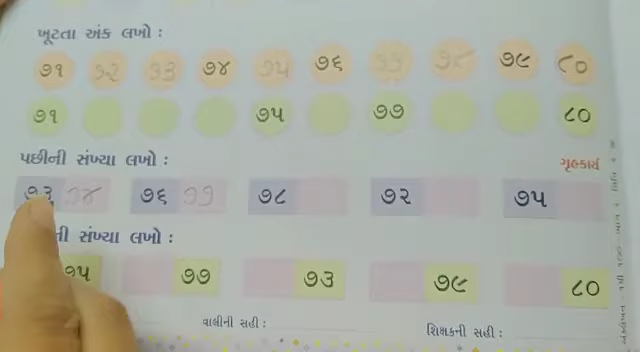 ખૂટતા અંક લખો :
૭૧ ૭૨ ૭૩ ૭૪ ૭૫ ૭૬ ૭૭ ૭૮ ૭૯ ૮૦
૭૧ ૭૫ ૭૭ ૮૦
પછીની સંખ્યા લખો : ગૃહકાર્ય
૭૩ ૭૪ ૭૬ ૭૭ ૭૮ ૭૨ ૭૫
ની સંખ્યા લખો :
૭૫ ૭૭ ૭૩ ૭૯ ૮૦
વાલીની સહી : શિક્ષકની સહી :